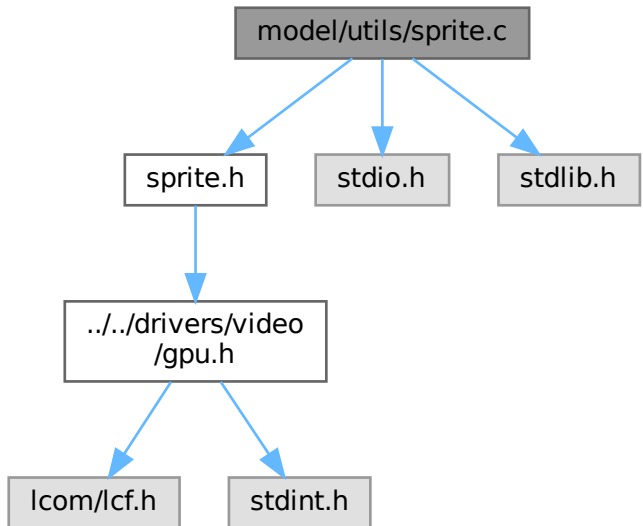 model/utils/sprite.c
sprite.h
stdio.h
stdlib.h
../../drivers/video
/gpu.h
lcom/lcf.h
stdint.h